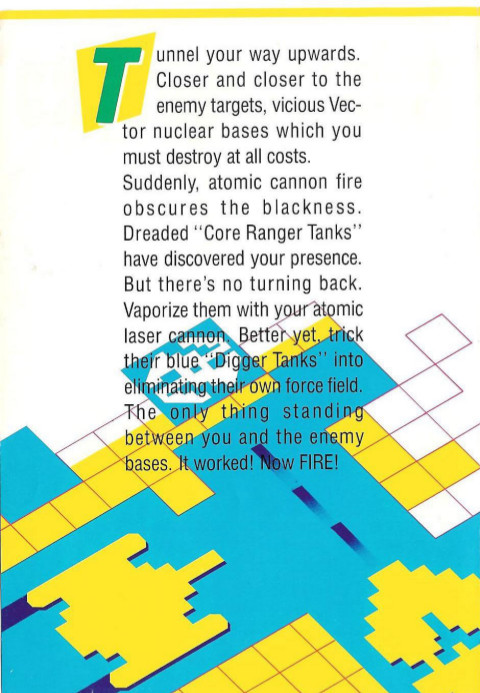 Tunnel your way upwards.
Closer and closer to the
enemy targets, vicious Vec-
tor nuclear bases which you
must destroy at all costs.
Suddenly, atomic cannon fire
obscures the blackness.
Dreaded "Core Ranger Tanks"
have discovered your presence.
But there's no turning back.
Vaporize them with your atomic
laser cannon. Better yet, trick
their blue "Digger Tanks" into
eliminating their own force field.
The only thing standing
between you and the enemy
bases. It worked! Now FIRE!